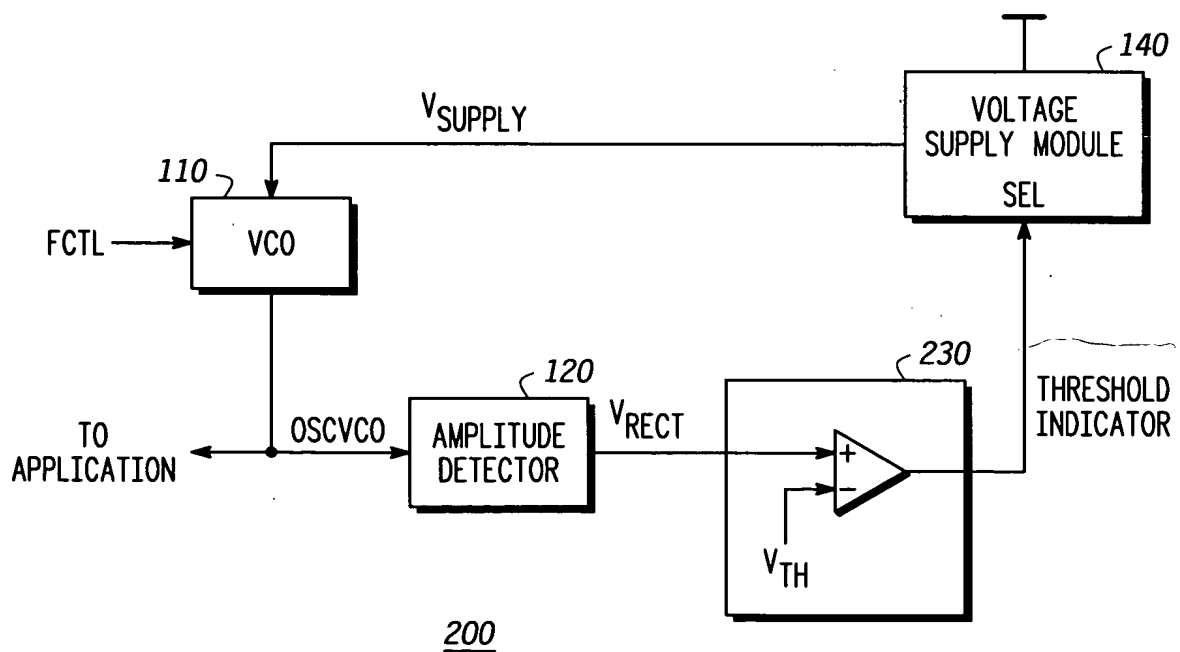 140
VOLTAGE
SUPPLY MODULE
SEL
VSUPPLY
110
FCTL
VCO
230
120
THRESHOLD
INDICATOR
TO
APPLICATION
OSCVCO
AMPLITUDE
DETECTOR
VRECT
+
−
VTH
200